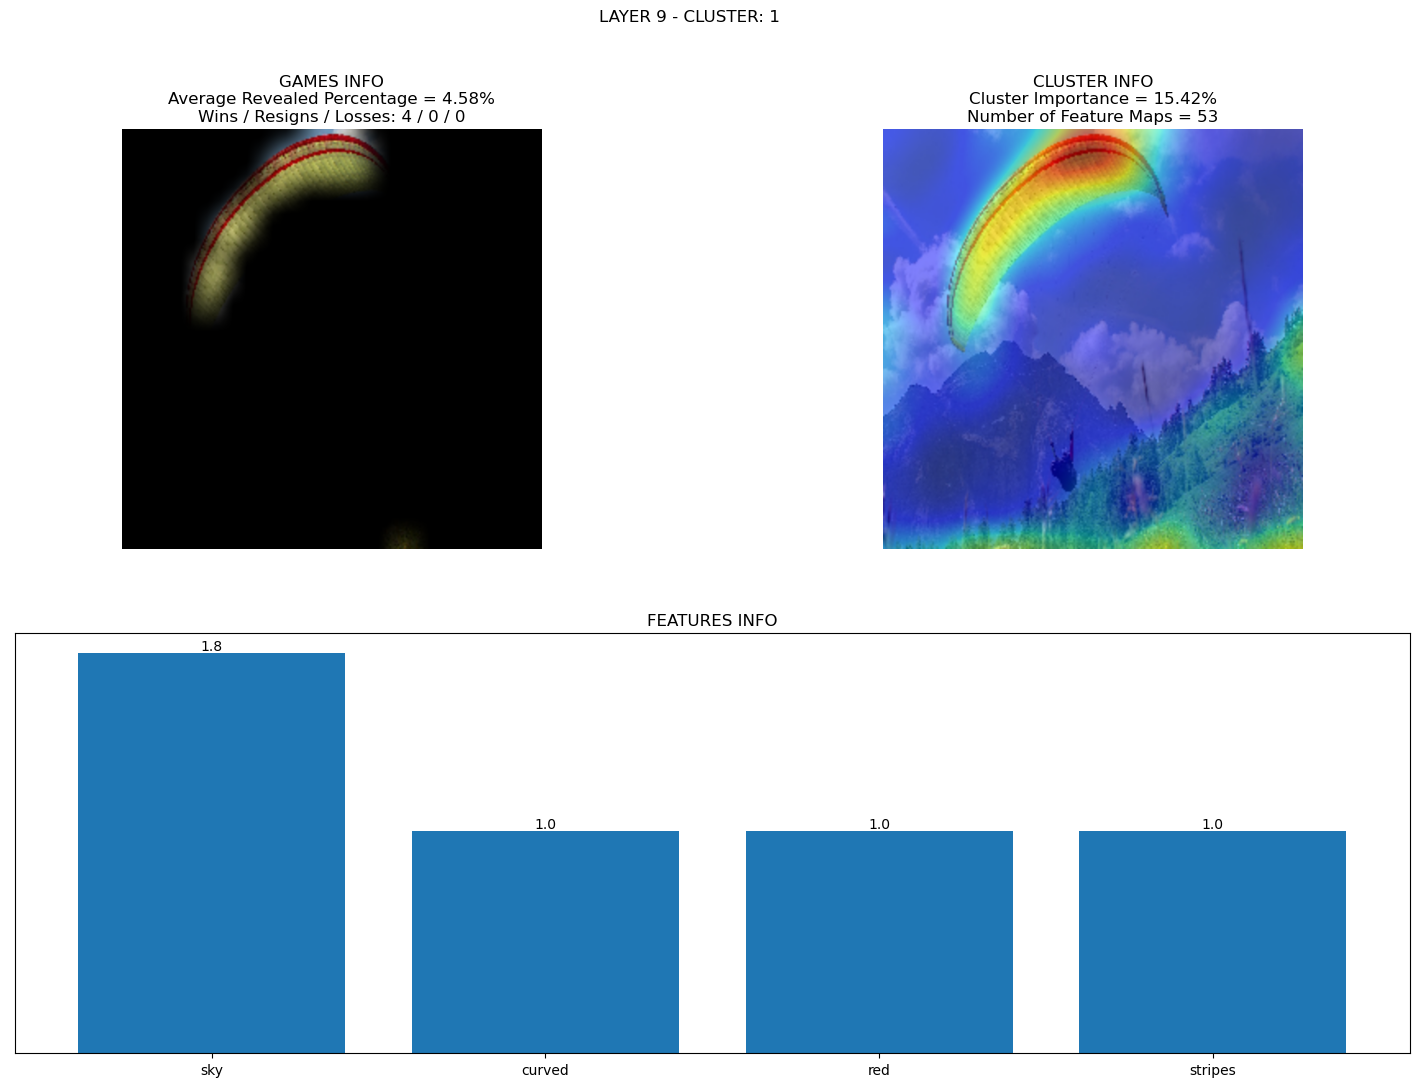 LAYER 9 - CLUSTER: 1
GAMES INFO
Average Revealed Percentage = 4.58%
Wins / Resigns / Losses: 4 / 0 / 0
CLUSTER INFO
Cluster Importance = 15.42%
Number of Feature Maps = 53
FEATURES INFO
1.8
1.0
1.0
1.0
sky
curved
red
stripes